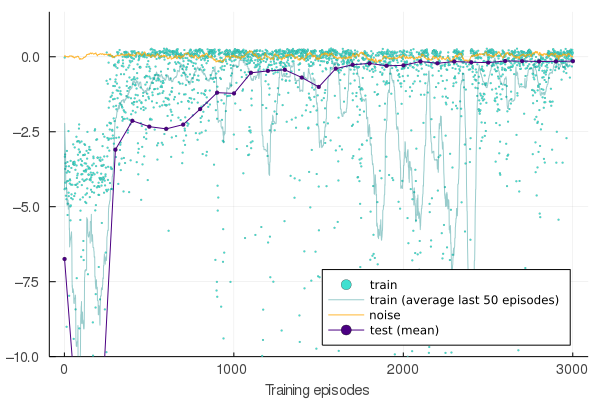 0.0
−2.5
−5.0
−7.5
−10.0
0
1000
2000
3000
Training episodes
train
train (average last 50 episodes)
noise
test (mean)